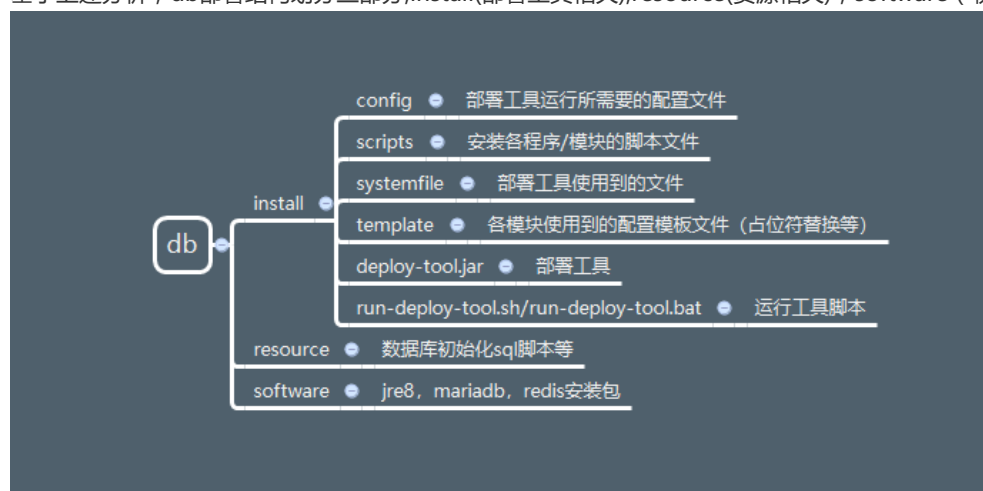 config 部署工具运行所需要的配置文件
scripts 安装各程序/模块的脚本文件
systemfile 部署工具使用到的文件
install
template 各模块使用到的配置模板文件（占位符替换等）
db
deploy-tool.jar 部署工具
run-deploy-tool.sh/run-deploy-tool.bat 运行工具脚本
resource 数据库初始化sql脚本等
software jre8，mariadb，redis安装包